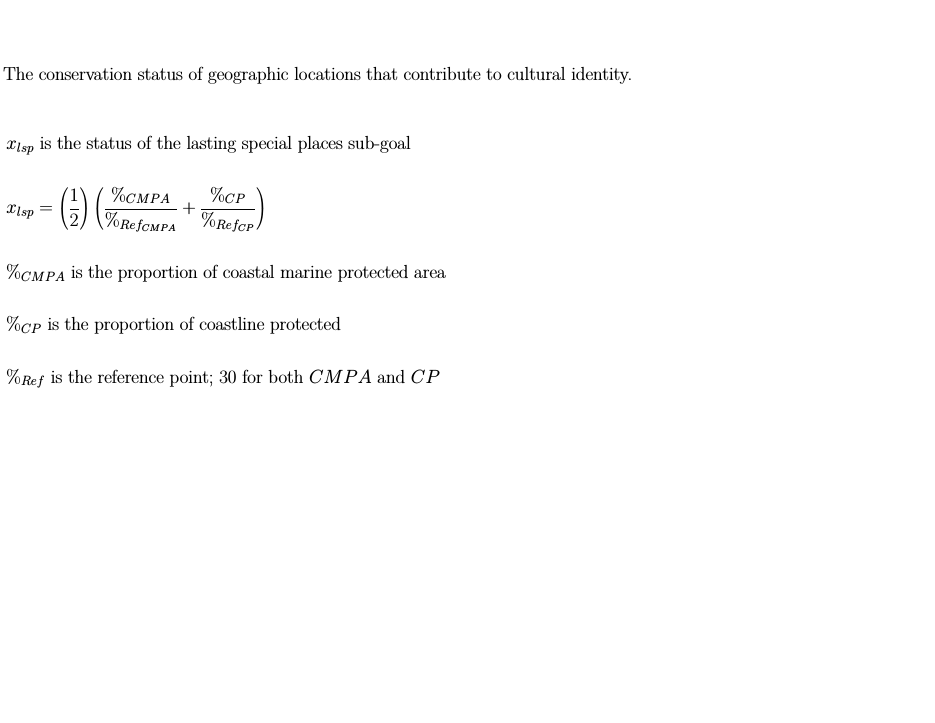 The conservation status of geographic locations that contribute to cultural identity.
x_{lsp} is the status of the lasting special places sub-goal
x_{lsp} = \left(\frac{1}{2}\right) \left(\frac{\%_{CMPA}}{\%_{Ref_{CMPA}}} + \frac{\%_{CP}}{\%_{Ref_{CP}}}\right)
%_{CMPA} is the proportion of coastal marine protected area
%_{CP} is the proportion of coastline protected
%_{Ref} is the reference point; 30 for both CMPA and CP